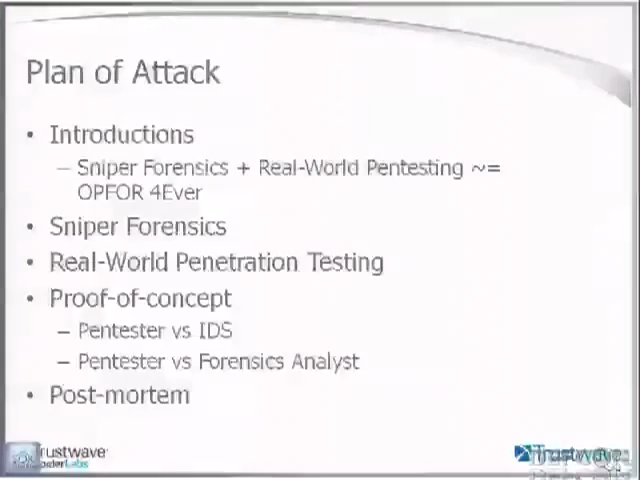 Plan of Attack
• Introductions
– Sniper Forensics + Real-World Pentesting ~=
OPFOR 4Ever
• Sniper Forensics
• Real-World Penetration Testing
• Proof-of-concept
– Pentester vs IDS
– Pentester vs Forensics Analyst
• Post-mortem
Trustwave